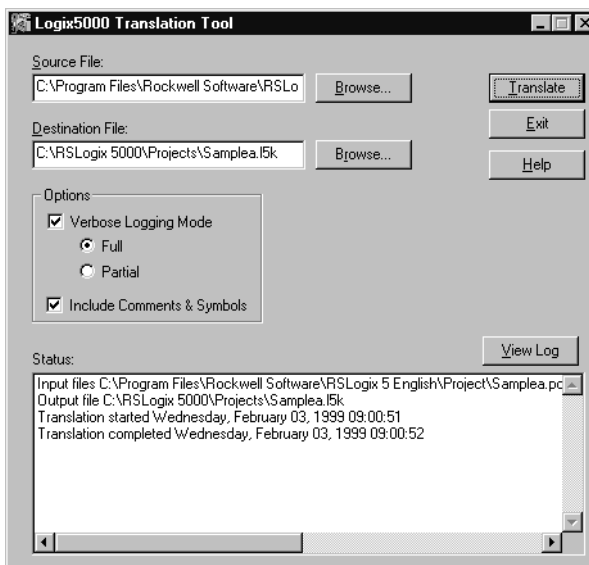 Logix5000 Translation Tool
Source File:
C:\Program Files\Rockwell Software\RSLo
Browse...
Translate
Exit
Destination File:
C:\RSLogix 5000\Projects\Samplea.l5k
Browse...
Help
Options
Verbose Logging Mode
Full
Partial
Include Comments & Symbols
View Log
Status:
Input files C:\Program Files\Rockwell Software\RSLogix 5 English\Project\Samplea.pc
Output file C:\RSLogix 5000\Projects\Samplea.l5k
Translation started Wednesday, February 03, 1999 09:00:51
Translation completed Wednesday, February 03, 1999 09:00:52